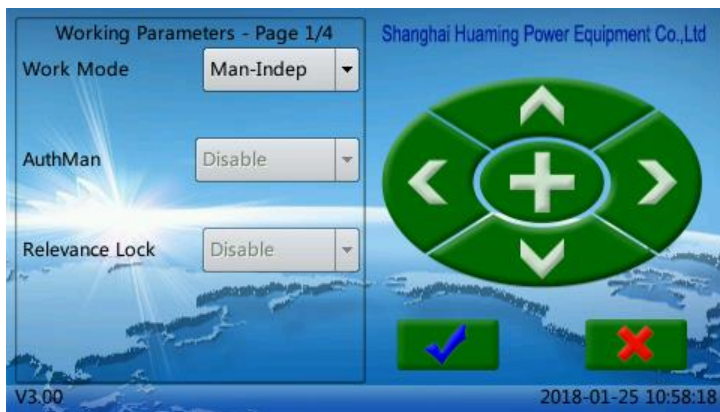 Working Parameters - Page 1/4
Shanghai Huaming Power Equipment Co.,Ltd
Work Mode
Man-Indep
AuthMan
Disable
Relevance Lock
Disable
V3.00
2018-01-25 10:58:18